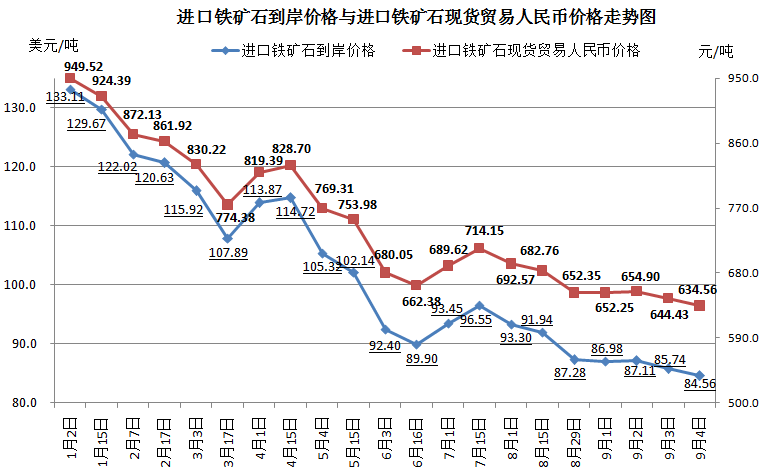 进口铁矿石到岸价格与进口铁矿石现货贸易人民币价格走势图
美元/吨
进口铁矿石到岸价格
进口铁矿石现货贸易人民币价格
元/吨
130.0
120.0
110.0
100.0
90.0
80.0
950.0
860.0
770.0
680.0
590.0
500.0
949.52
924.39
872.13
861.92
830.22
774.38
819.39
828.70
769.31
753.98
680.05
662.38
689.62
714.15
692.57
682.76
652.35
652.25
654.90
644.43
634.56
133.11
129.67
122.02
120.63
115.92
107.89
113.87
114.72
105.32
102.14
92.40
89.90
93.45
96.55
93.30
91.94
87.28
86.98
87.11
85.74
84.56
1月2日
1月15日
2月7日
2月17日
3月3日
3月17日
4月1日
4月15日
5月4日
5月15日
6月3日
6月16日
7月1日
7月15日
8月1日
8月15日
8月29日
9月1日
9月2日
9月3日
9月4日